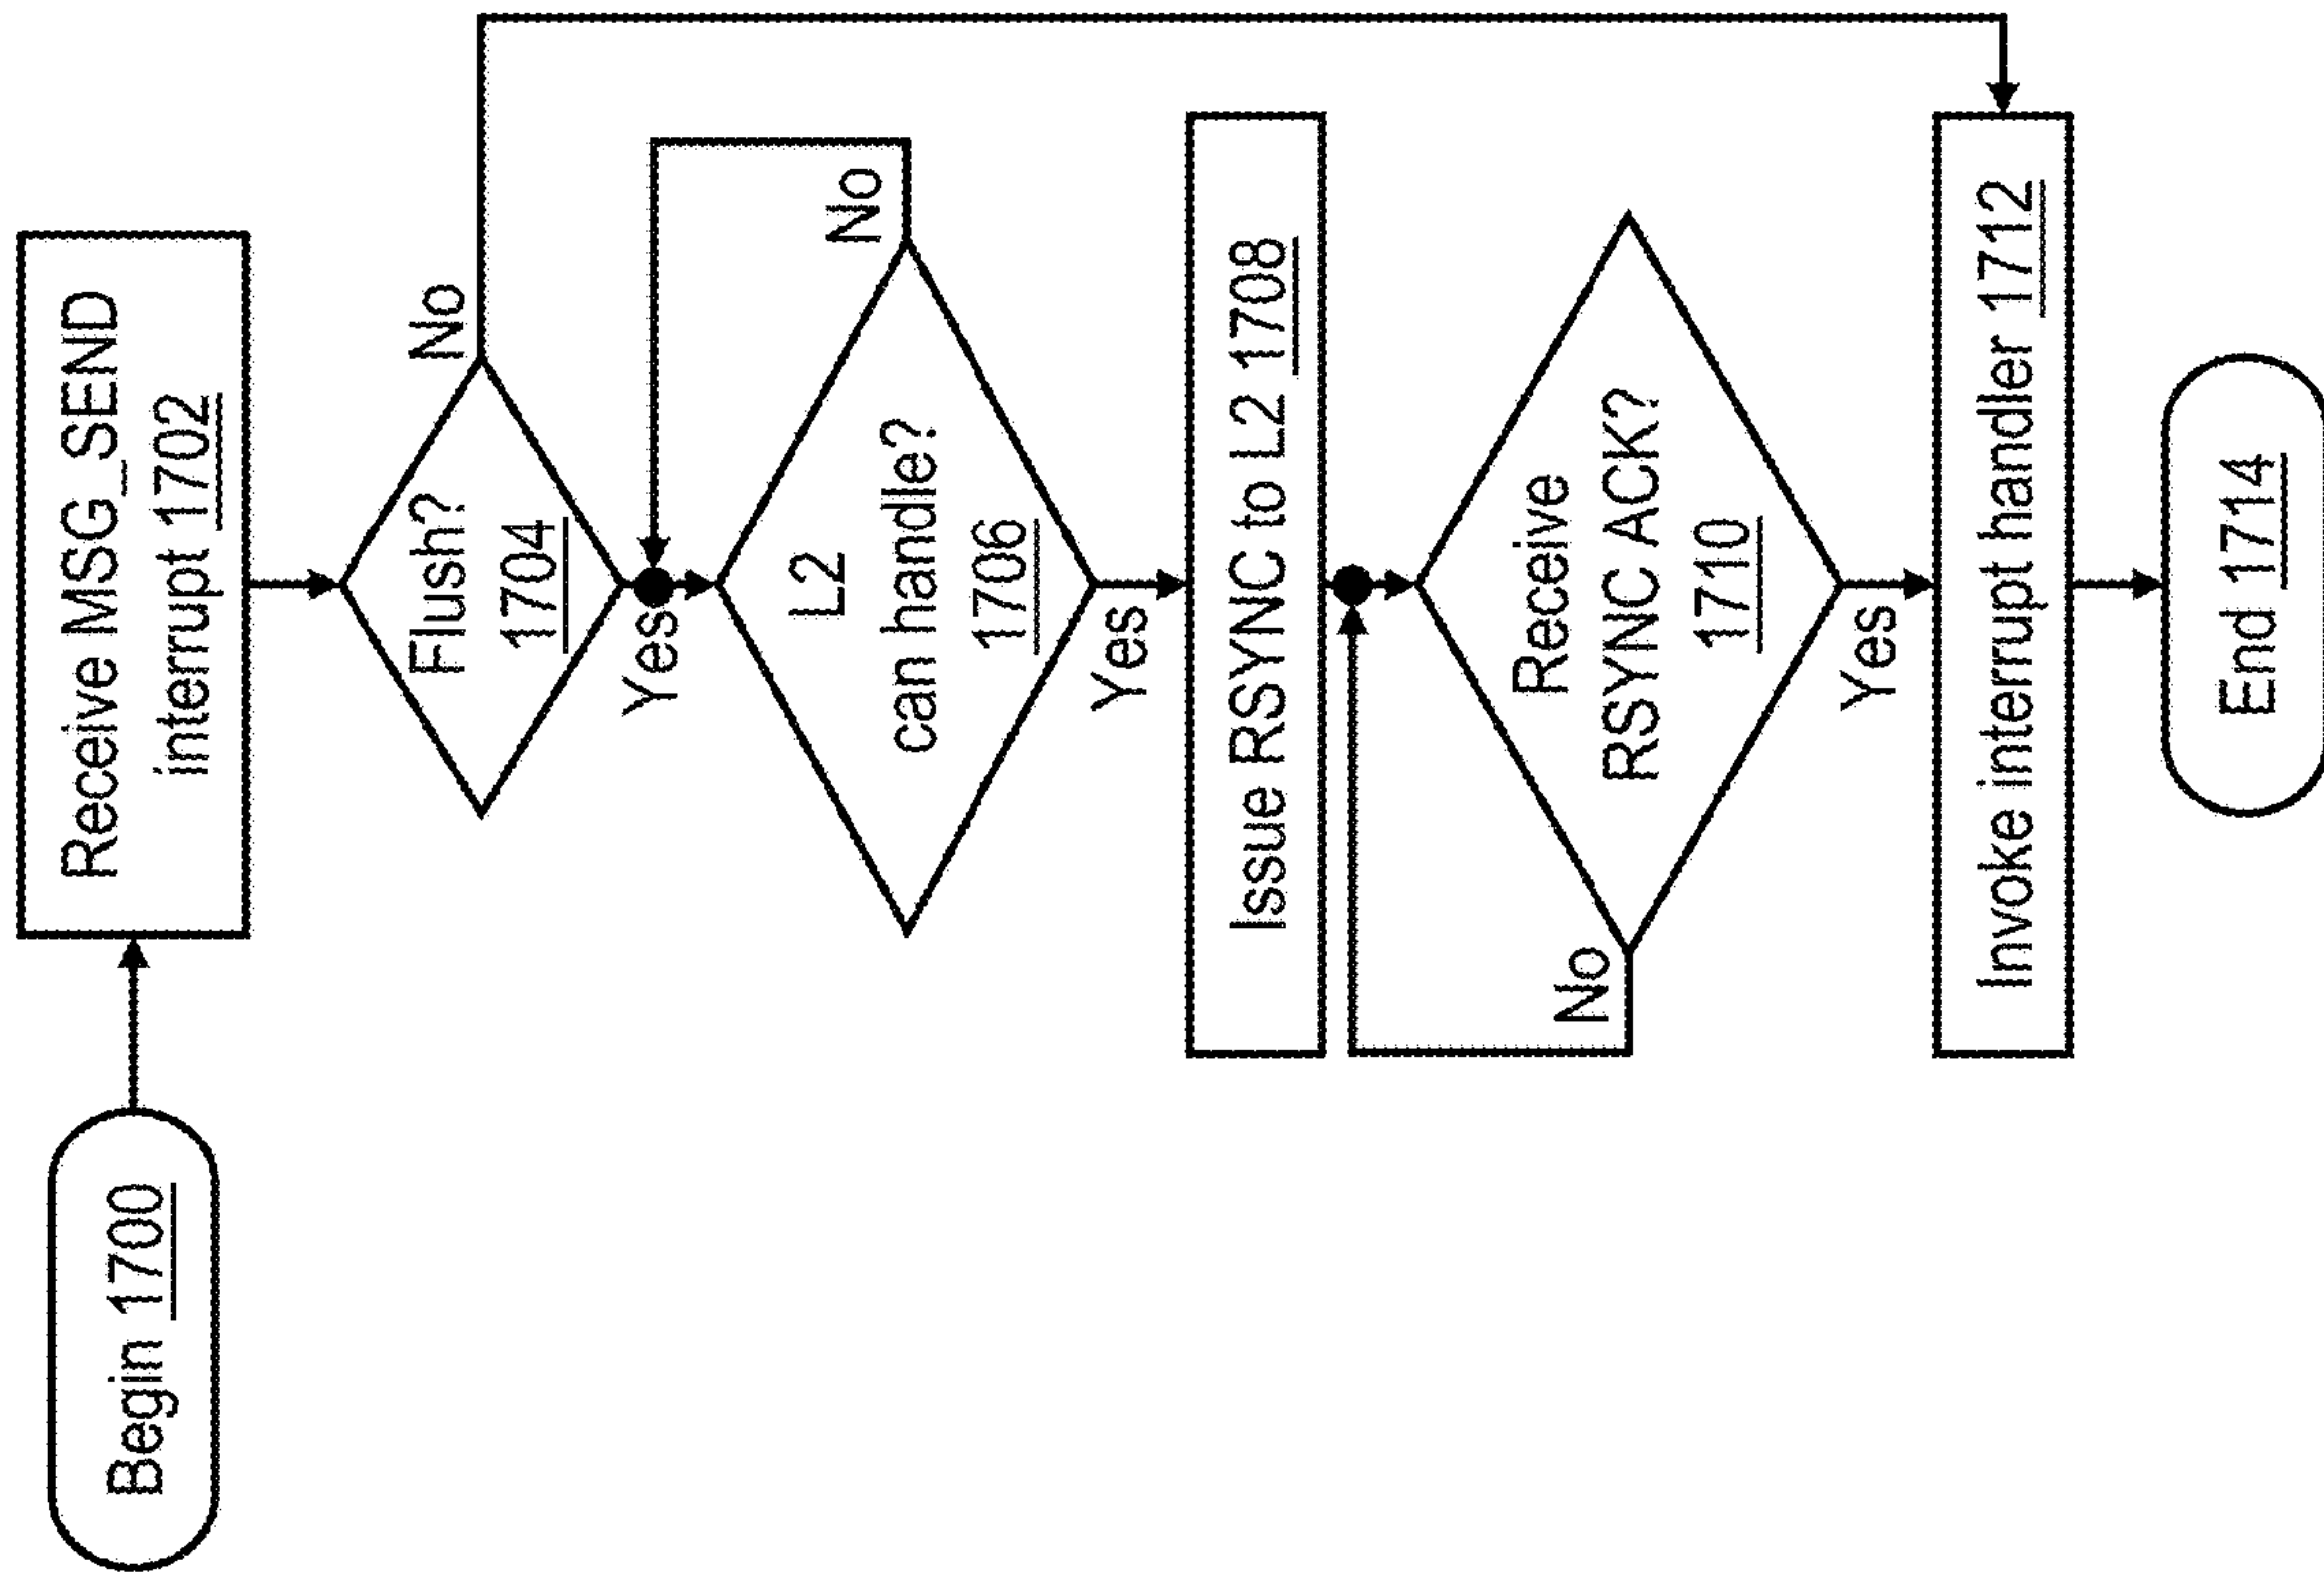 Begin 1700
Receive MSG_SEND
interrupt 1702
Flush?
1704
No
Yes
L2
can handle?
1706
No
Yes
Issue RSYNC to L2 1708
Receive
RSYNC ACK?
1710
No
Yes
Invoke interrupt handler 1712
End 1714